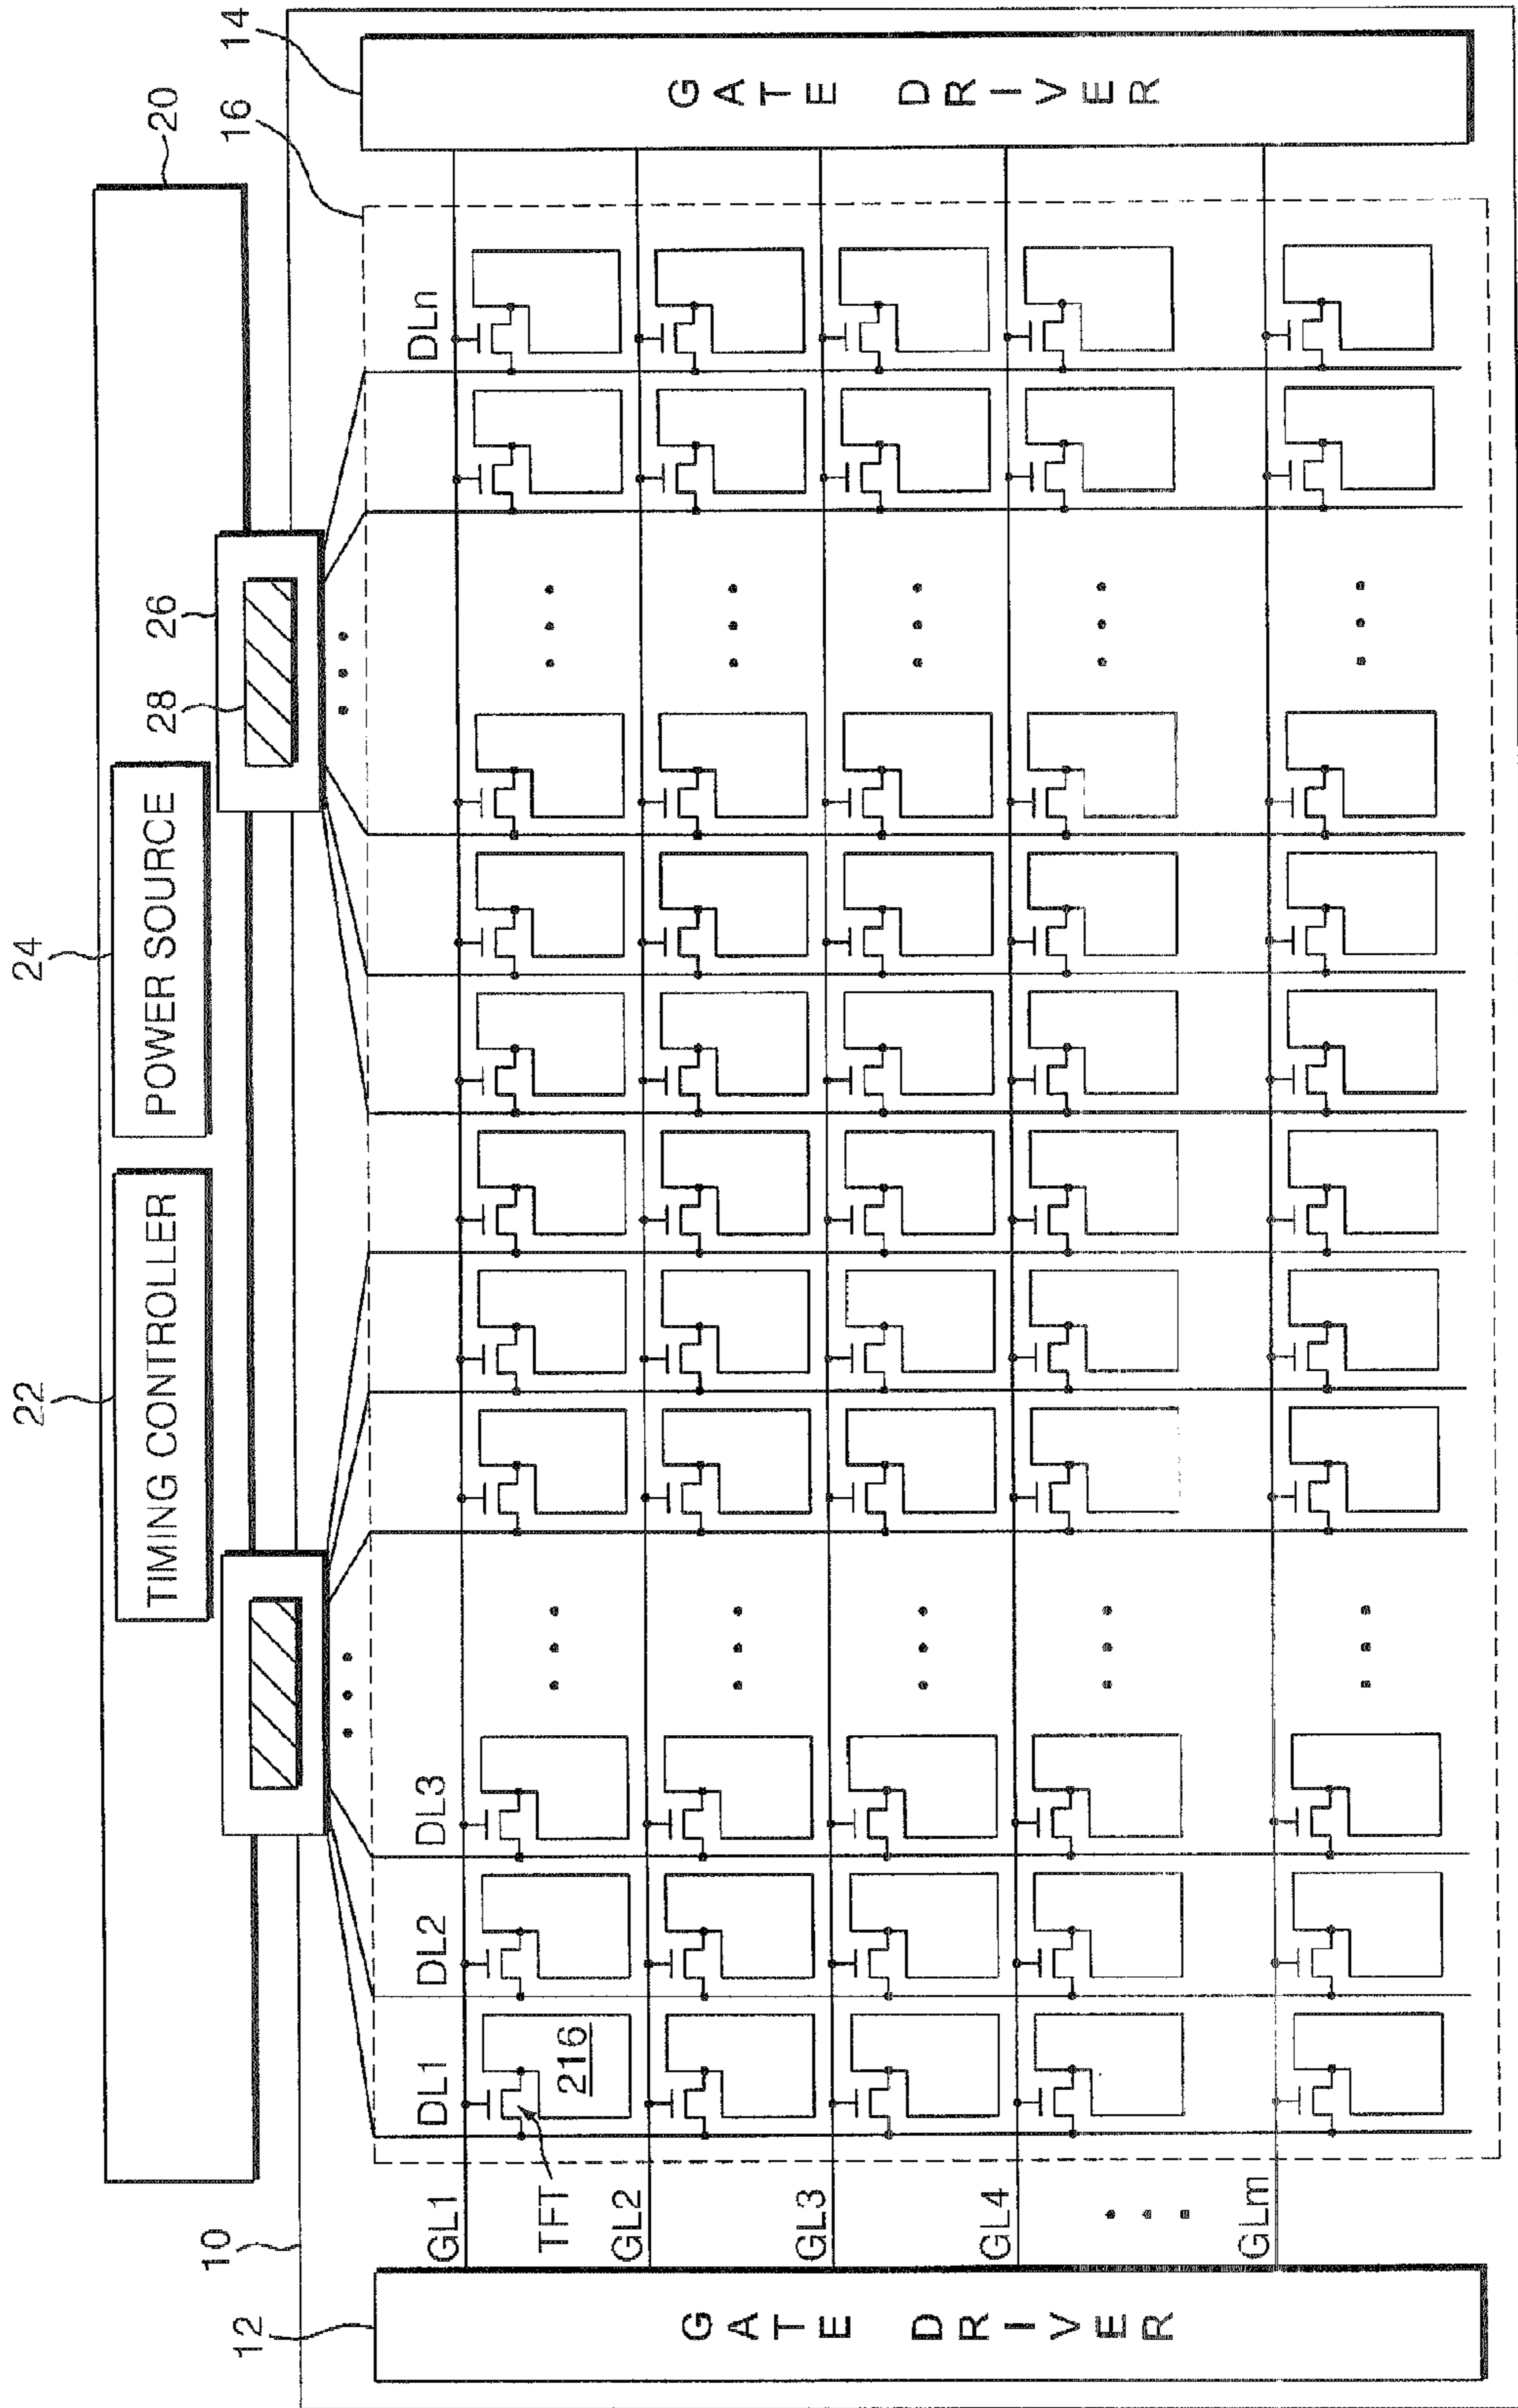 22
24
20
TIMING CONTROLLER
POWER SOURCE
28
26
10
16
14
12
DL1
DL2
DL3
DLn
GL1
TFT
216
GL2
GL3
GL4
GLm
GATE DRIVER
GATE DRIVER